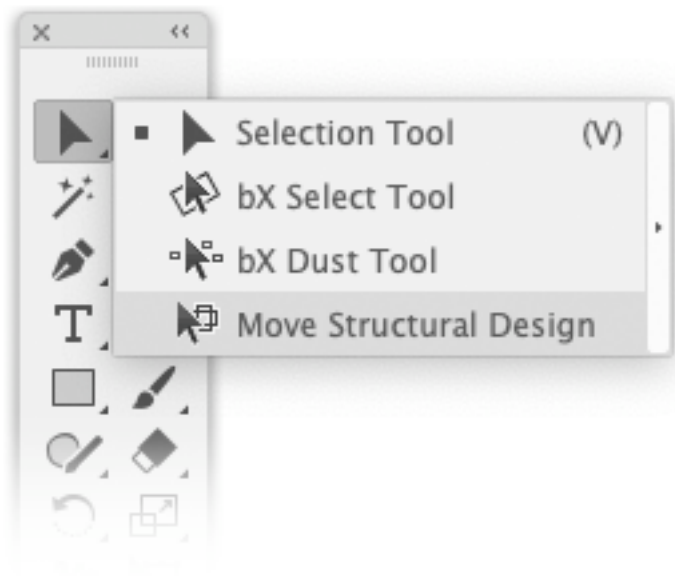 Selection Tool (V)
bX Select Tool
bX Dust Tool
Move Structural Design
T